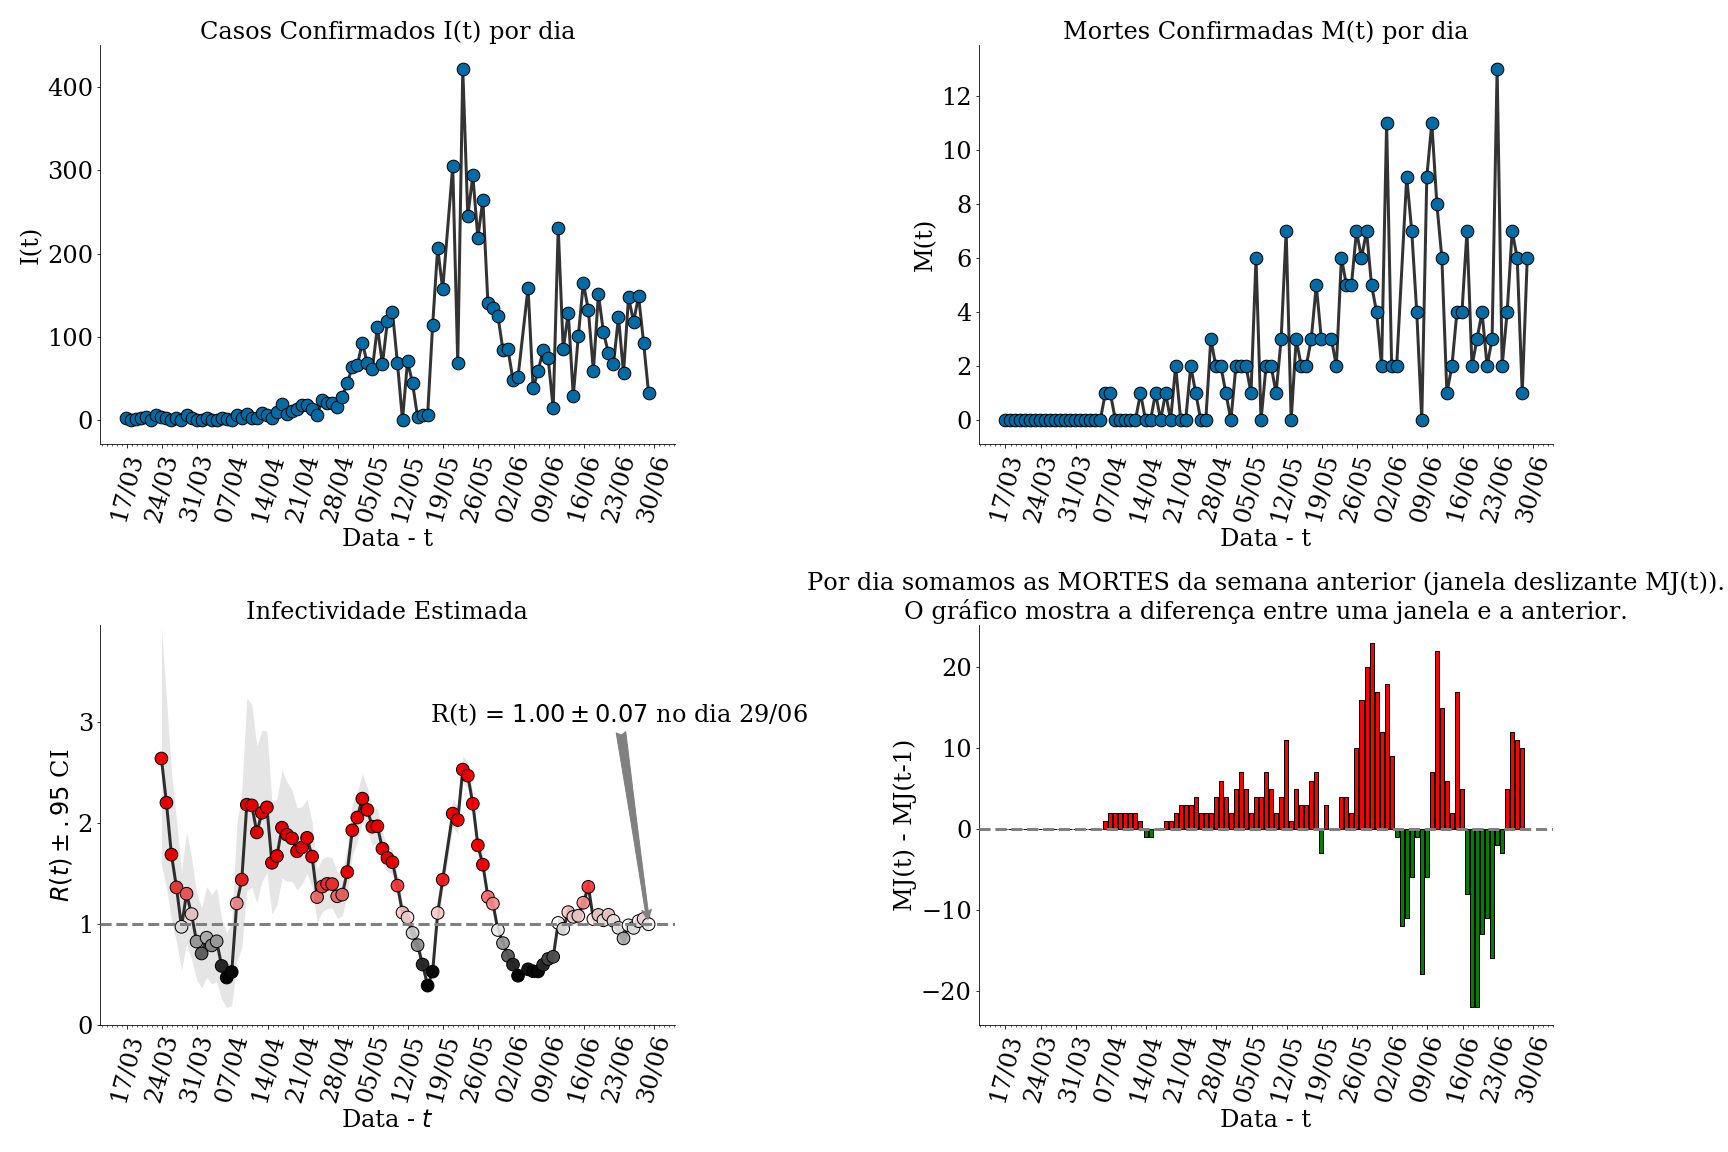 Casos Confirmados I(t) por dia
I(t)
400
300
200
100
0
17/03 24/03 31/03 07/04 14/04 21/04 28/04 05/05 12/05 19/05 26/05 02/06 09/06 16/06 23/06 30/06
Data - t
Mortes Confirmadas M(t) por dia
M(t)
12
10
8
6
4
2
0
17/03 24/03 31/03 07/04 14/04 21/04 28/04 05/05 12/05 19/05 26/05 02/06 09/06 16/06 23/06 30/06
Data - t
Infectividade Estimada
R(t) ± .95 CI
3
2
1
0
R(t) = 1.00 ± 0.07 no dia 29/06
17/03 24/03 31/03 07/04 14/04 21/04 28/04 05/05 12/05 19/05 26/05 02/06 09/06 16/06 23/06 30/06
Data - t
Por dia somamos as MORTES da semana anterior (janela deslizante MJ(t)).
O gráfico mostra a diferença entre uma janela e a anterior.
MJ(t) - MJ(t-1)
20
10
0
−10
−20
17/03 24/03 31/03 07/04 14/04 21/04 28/04 05/05 12/05 19/05 26/05 02/06 09/06 16/06 23/06 30/06
Data - t